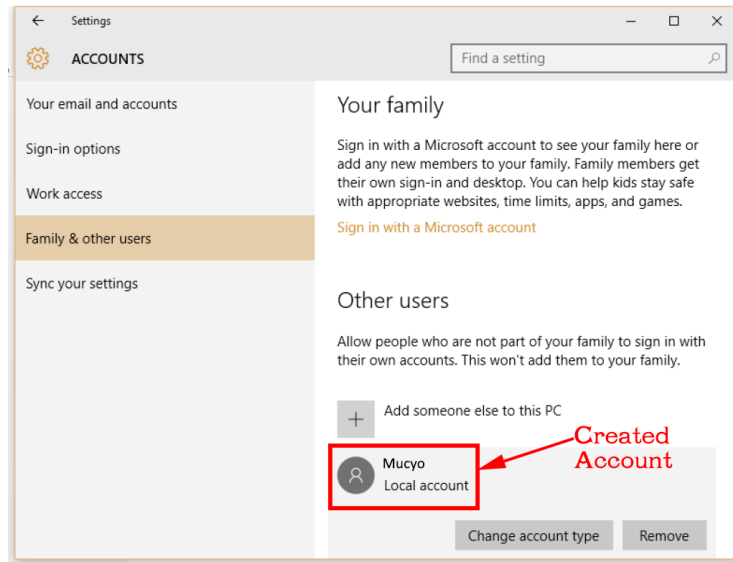 Settings
ACCOUNTS
Find a setting
Your email and accounts
Sign-in options
Work access
Family & other users
Sync your settings
Your family
Sign in with a Microsoft account to see your family here or
add any new members to your family. Family members get
their own sign-in and desktop. You can help kids stay safe
with appropriate websites, time limits, apps, and games.
Sign in with a Microsoft account
Other users
Allow people who are not part of your family to sign in with
their own accounts. This won't add them to your family.
Add someone else to this PC
Created
Account
Mucyo
Local account
Change account type
Remove